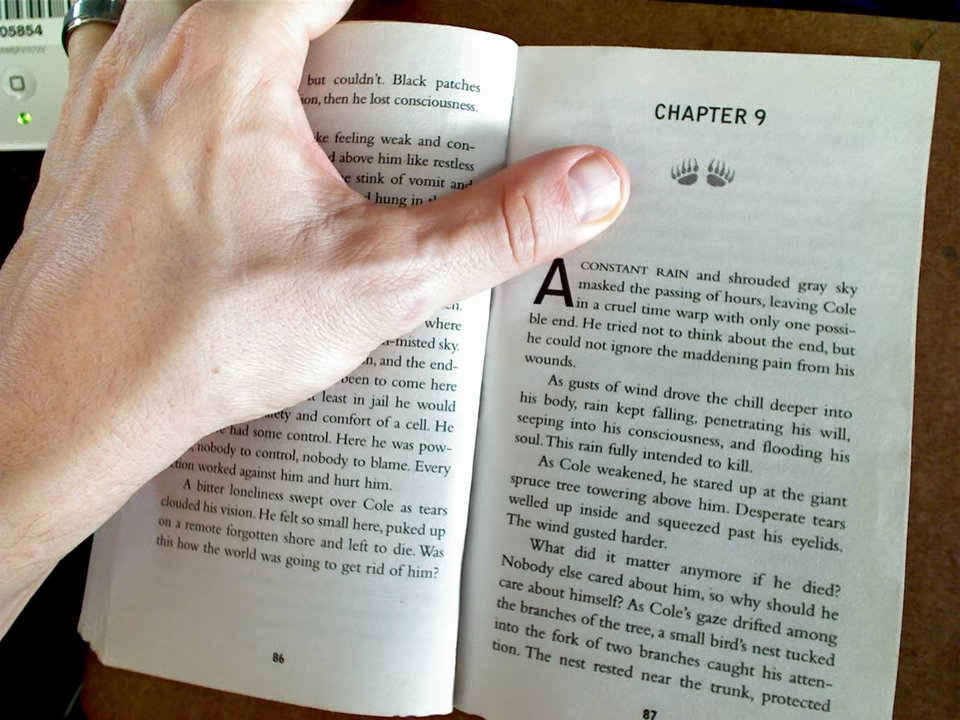 05854
but couldn't. Black patches
ion, then he lost consciousness.
ke feeling weak and con-
d above him like restless
e stink of vomit and
hung in
where
-misted sky.
n, and the end-
been to come here
t least in jail he would
and comfort of a cell. He
had some control. Here he was pow-
nobody to control, nobody to blame. Every
tion worked against him and hurt him.
A bitter loneliness swept over Cole as tears
clouded his vision. He felt so small here, puked up
on a remote forgotten shore and left to die. Was
this how the world was going to get rid of him?
86
CHAPTER 9
A CONSTANT RAIN and shrouded gray sky
masked the passing of hours, leaving Cole
in a cruel time warp with only one possi-
ble end. He tried not to think about the end, but
he could not ignore the maddening pain from his
wounds.
As gusts of wind drove the chill deeper into
his body, rain kept falling, penetrating his will,
seeping into his consciousness, and flooding his
soul. This rain fully intended to kill.
As Cole weakened, he stared up at the giant
spruce tree towering above him. Desperate tears
welled up inside and squeezed past his eyelids.
The wind gusted harder.
What did it matter anymore if he died?
Nobody else cared about him, so why should he
care about himself? As Cole's gaze drifted among
the branches of the tree, a small bird's nest tucked
into the fork of two branches caught his atten-
tion. The nest rested near the trunk, protected
87